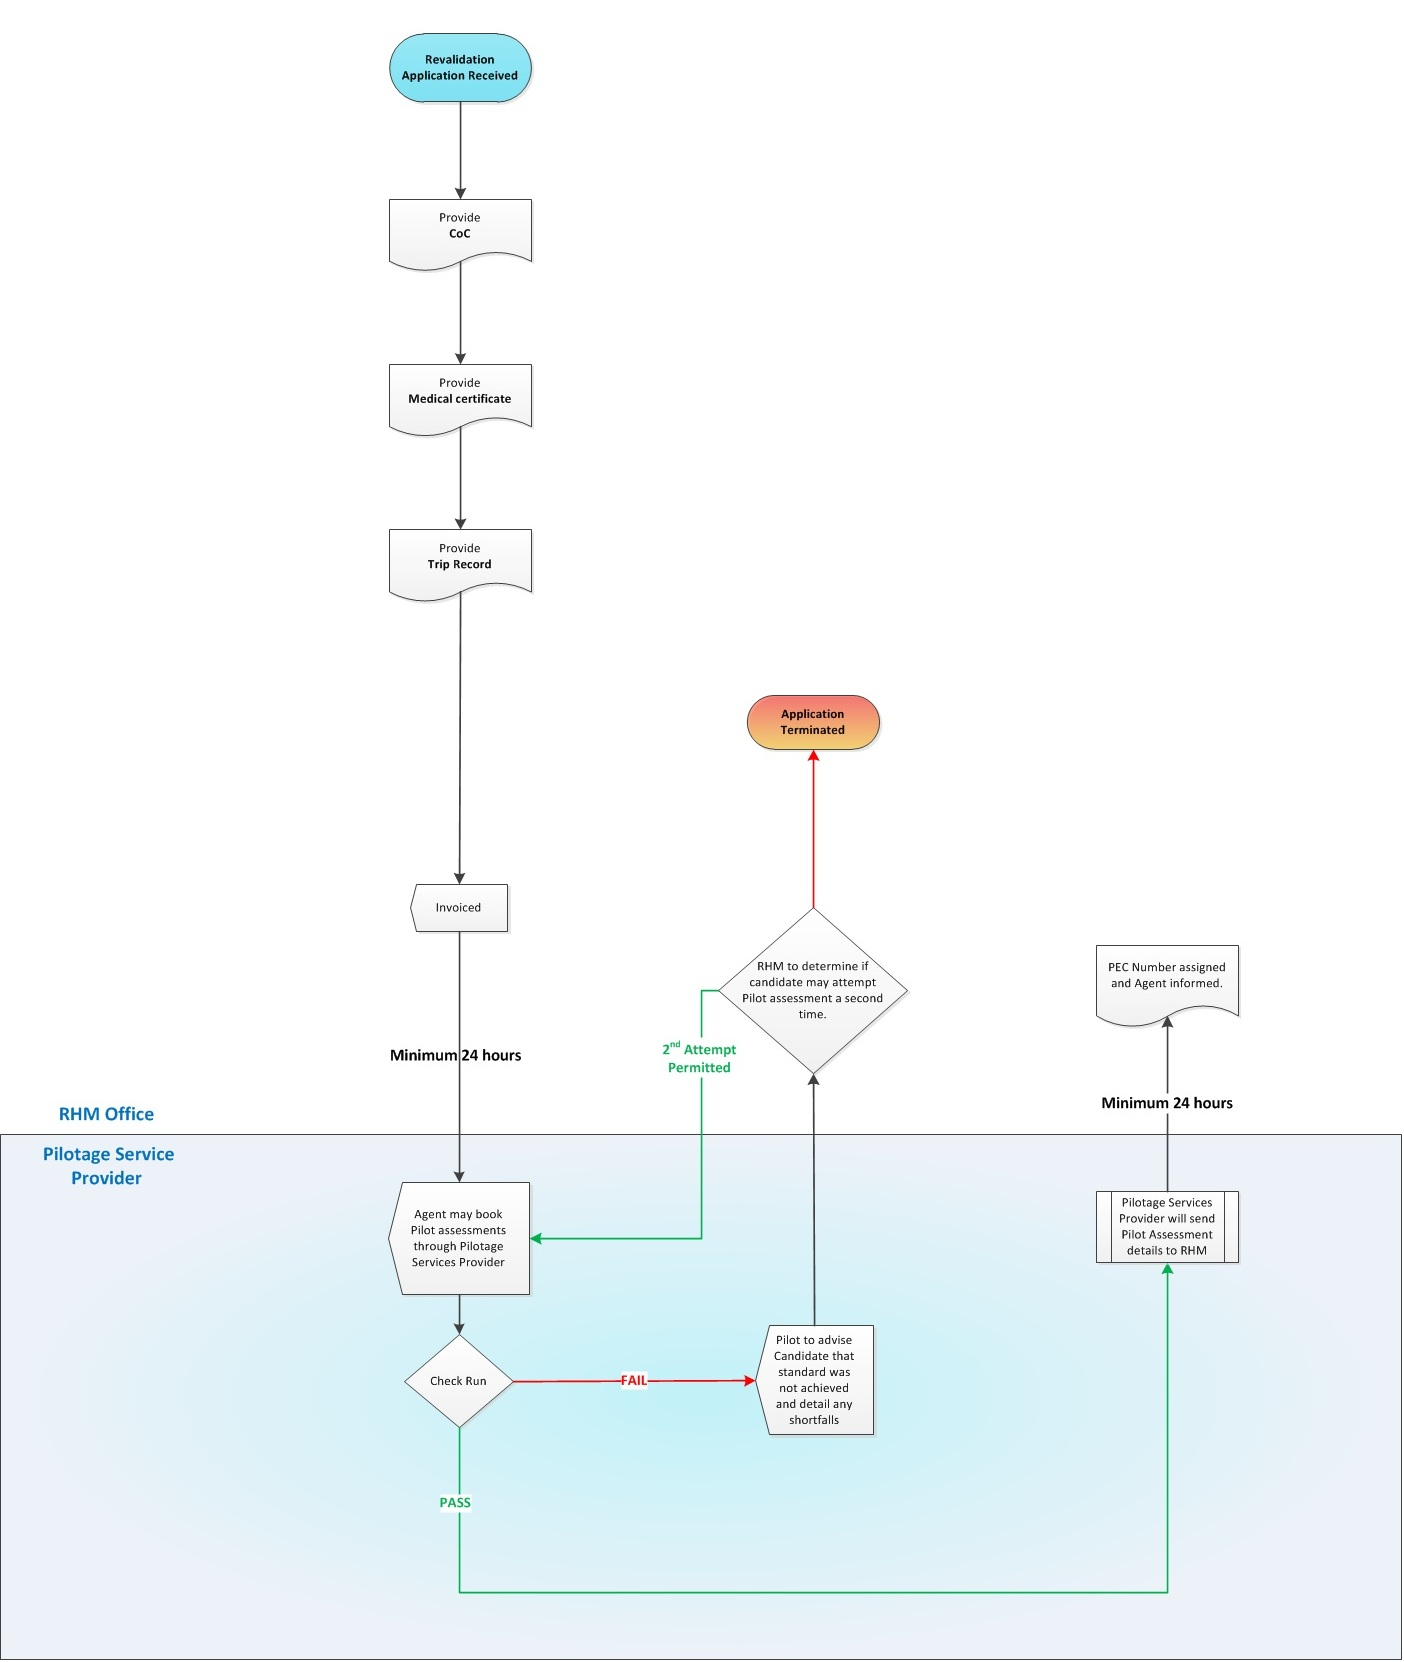 Revalidation
Application Received
Provide
CoC
Provide
Medical certificate
Provide
Trip Record
Application
Terminated
Invoiced
RHM to determine if
candidate may attempt
Pilot assessment a second
time.
PEC Number assigned
and Agent informed.
2nd Attempt
Permitted
Minimum 24 hours
Minimum 24 hours
RHM Office
Pilotage Service
Provider
Agent may book
Pilot assessments
through Pilotage
Services Provider
Pilotage Services
Provider will send
Pilot Assessment
details to RHM
Check Run
FAIL
Pilot to advise
Candidate that
standard was
not achieved
and detail any
shortfalls
PASS